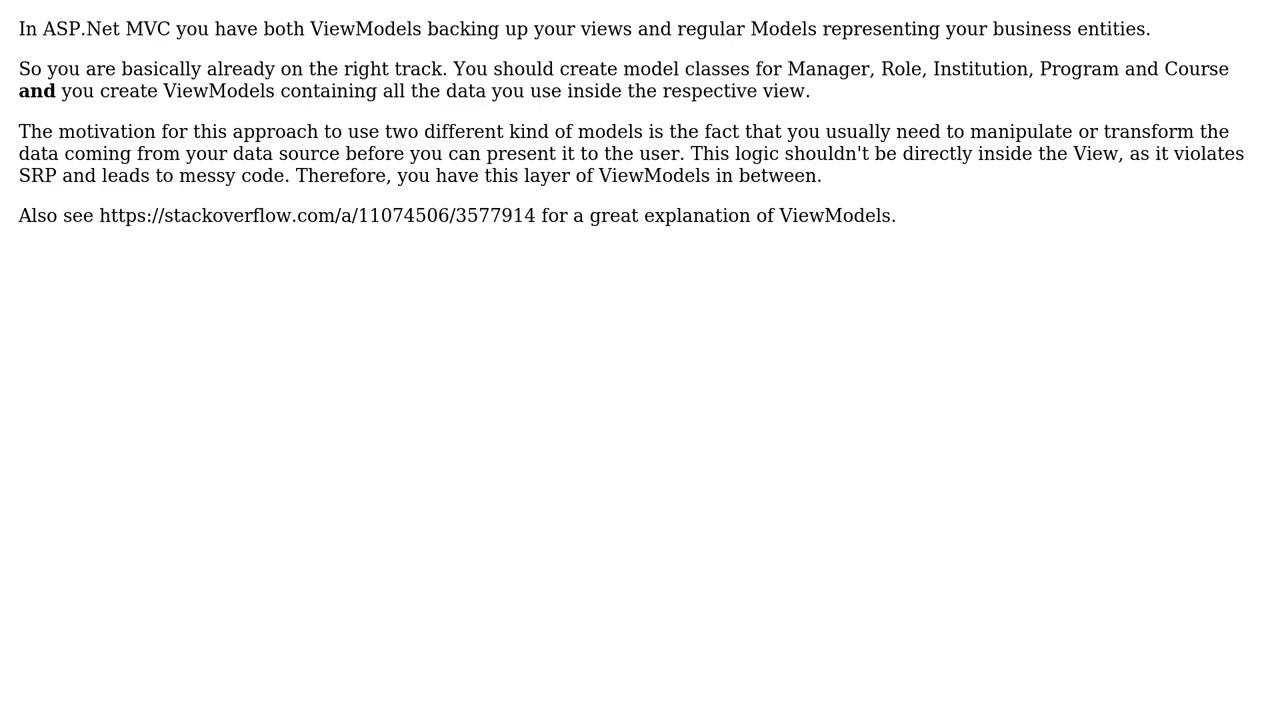 In ASP.Net MVC you have both ViewModels backing up your views and regular Models representing your business entities.
So you are basically already on the right track. You should create model classes for Manager, Role, Institution, Program and Course
and you create ViewModels containing all the data you use inside the respective view.
The motivation for this approach to use two different kind of models is the fact that you usually need to manipulate or transform the
data coming from your data source before you can present it to the user. This logic shouldn't be directly inside the View, as it violates
SRP and leads to messy code. Therefore, you have this layer of ViewModels in between.
Also see https://stackoverflow.com/a/11074506/3577914 for a great explanation of ViewModels.